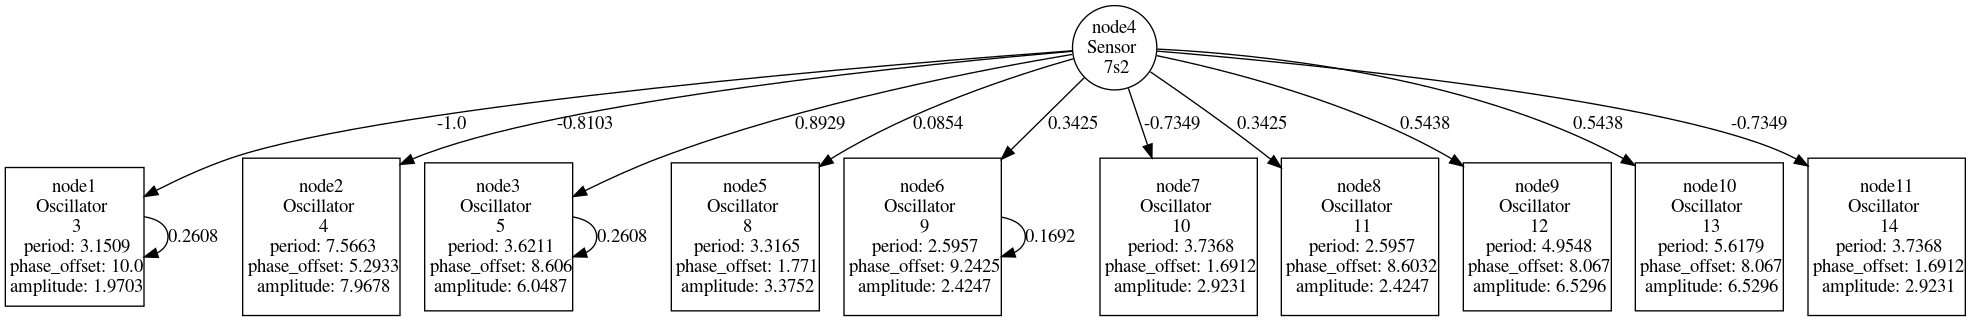 node4
Sensor
7s2
-1.0
-0.8103
0.8929
0.0854
0.3425
-0.7349
0.3425
0.5438
0.5438
-0.7349
node1
Oscillator
3
period: 3.1509
phase_offset: 10.0
amplitude: 1.9703
0.2608
node2
Oscillator
4
period: 7.5663
phase_offset: 5.2933
amplitude: 7.9678
node3
Oscillator
5
period: 3.6211
phase_offset: 8.606
amplitude: 6.0487
0.2608
node5
Oscillator
8
period: 3.3165
phase_offset: 1.771
amplitude: 3.3752
node6
Oscillator
9
period: 2.5957
phase_offset: 9.2425
amplitude: 2.4247
0.1692
node7
Oscillator
10
period: 3.7368
phase_offset: 1.6912
amplitude: 2.9231
node8
Oscillator
11
period: 2.5957
phase_offset: 8.6032
amplitude: 2.4247
node9
Oscillator
12
period: 4.9548
phase_offset: 8.067
amplitude: 6.5296
node10
Oscillator
13
period: 5.6179
phase_offset: 8.067
amplitude: 6.5296
node11
Oscillator
14
period: 3.7368
phase_offset: 1.6912
amplitude: 2.9231